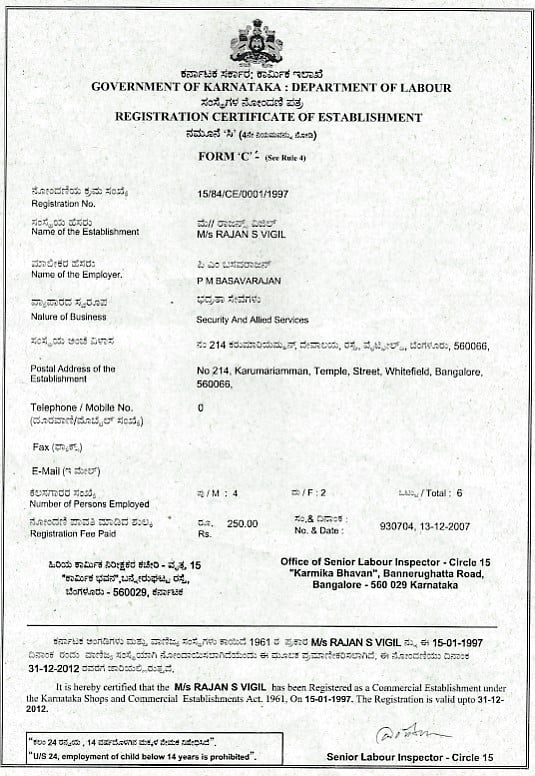 ಕರ್ನಾಟಕ ಸರ್ಕಾರ; ಕಾರ್ಮಿಕ ಇಲಾಖೆ
GOVERNMENT OF KARNATAKA : DEPARTMENT OF LABOUR
ಸಂಸ್ಥೆಗಳ ನೋಂದಣಿ ಪತ್ರ
REGISTRATION CERTIFICATE OF ESTABLISHMENT
ನಮೂನೆ 'ಸಿ' (4ನೇ ನಿಯಮವನ್ನು ನೋಡಿ)
FORM 'C' - (See Rule 4)
ನೋಂದಣಿಯ ಕ್ರಮ ಸಂಖ್ಯೆ
Registration No. 15/84/CE/0001/1997
ಸಂಸ್ಥೆಯ ಹೆಸರು ಮೆ// ರಾಜನ್ ಎಸ್ ವಿಜಿಲ್
Name of the Establishment M/s RAJAN S VIGIL
ಮಾಲೀಕರ ಹೆಸರು ಪಿ ಎಂ ಬಸವರಾಜನ್
Name of the Employer. P M BASAVARAJAN
ವ್ಯಾಪಾರದ ಸ್ವರೂಪ ಭದ್ರತಾ ಸೇವೆಗಳು
Nature of Business Security And Allied Services
ಸಂಸ್ಥೆಯ ಅಂಚೆ ವಿಳಾಸ ನಂ 214 ಕರುಮಾರಿಯಮ್ಮನ್, ದೇವಾಲಯ, ರಸ್ತೆ, ವೈಟ್‌ಫೀಲ್ಡ್, ಬೆಂಗಳೂರು, 560066,
Postal Address of the Establishment No 214, Karumariamman, Temple, Street, Whitefield, Bangalore, 560066,
Telephone / Mobile No. 0
(ದೂರವಾಣಿ/ಮೊಬೈಲ್ ಸಂಖ್ಯೆ)
Fax (ಫ್ಯಾಕ್ಸ್)
E-Mail (ಇ ಮೇಲ್)
ಕೆಲಸಗಾರರ ಸಂಖ್ಯೆ ಪು / M : 4 ಮ / F : 2 ಒಟ್ಟು / Total : 6
Number of Persons Employed
ನೋಂದಣಿ ಪಾವತಿ ಮಾಡಿದ ಶುಲ್ಕ ರೂ. 250.00 ಸಂ.& ದಿನಾಂಕ : 930704, 13-12-2007
Registration Fee Paid Rs. No. & Date :
ಹಿರಿಯ ಕಾರ್ಮಿಕ ನಿರೀಕ್ಷಕರ ಕಚೇರಿ - ವೃತ್ತ, 15
"ಕಾರ್ಮಿಕ ಭವನ", ಬನ್ನೇರುಘಟ್ಟ ರಸ್ತೆ,
ಬೆಂಗಳೂರು - 560029, ಕರ್ನಾಟಕ
Office of Senior Labour Inspector - Circle 15
"Karmika Bhavan", Bannerughatta Road,
Bangalore - 560 029 Karnataka
ಕರ್ನಾಟಕ ಅಂಗಡಿಗಳು ಮತ್ತು ವಾಣಿಜ್ಯ ಸಂಸ್ಥೆಗಳು ಕಾಯಿದೆ 1961 ರ ಪ್ರಕಾರ M/s RAJAN S VIGIL ನ್ನು ಈ 15-01-1997
ದಿನಾಂಕ ರಂದು ವಾಣಿಜ್ಯ ಸಂಸ್ಥೆಯಾಗಿ ನೋಂದಾಯಿಸಲಾಗಿದೆಯೆಂದು ಈ ಮೂಲಕ ಪ್ರಮಾಣೀಕರಿಸಲಾಗಿದೆ. ಈ ನೋಂದಣಿಯು ದಿನಾಂಕ
31-12-2012 ರವರೆಗೆ ಜಾರಿಯಲ್ಲಿರುತ್ತದೆ.
It is hereby certified that the M/s RAJAN S VIGIL has been Registered as a Commercial Establishment under
the Karnataka Shops and Commercial Establishments Act. 1961, On 15-01-1997. The Registration is valid upto 31-12-
2012.
"ಕಲಂ 24 ರನ್ವಯ, 14 ವರ್ಷದೊಳಗಿನ ಮಕ್ಕಳ ನೇಮಕ ನಿಷೇಧಿಸಿದೆ".
"U/S 24, employment of child below 14 years is prohibited".
Senior Labour Inspector - Circle 15